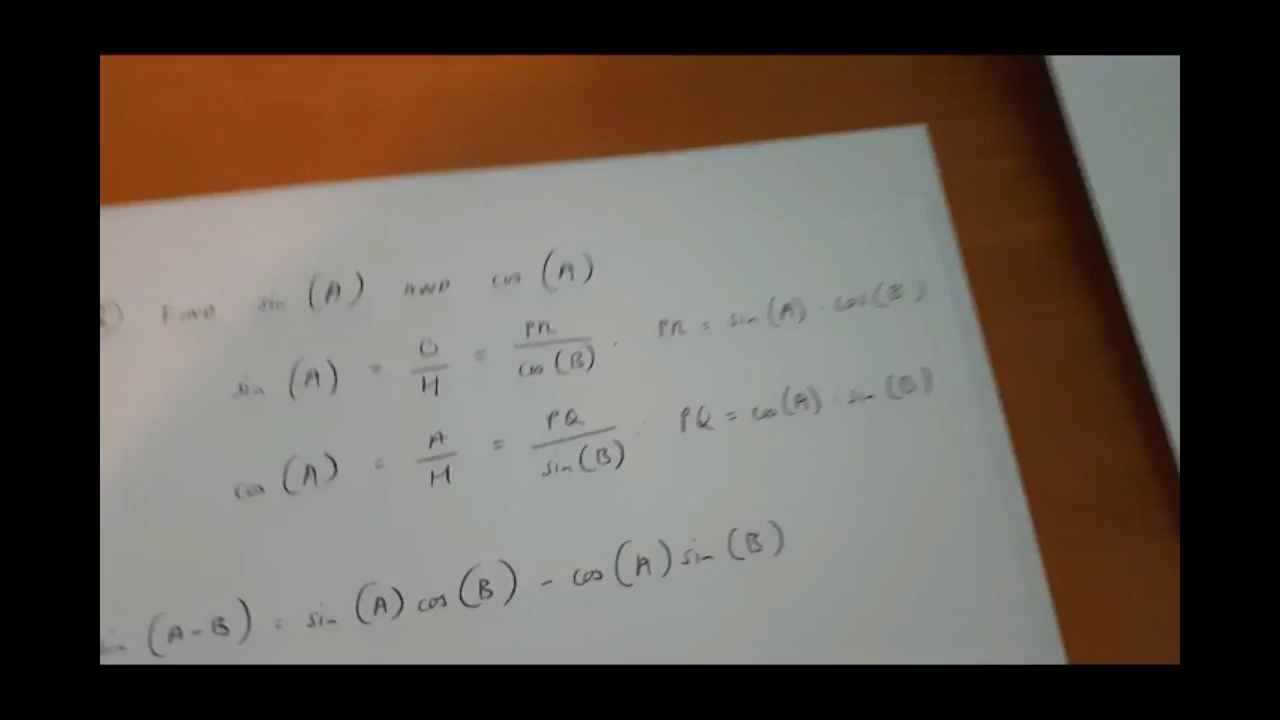 ) FIND sin (A) AND cos (A)
sin (A) = O/H = PR/cos(B) : PR = sin(A) · cos(B)
cos (A) = A/H = PQ/sin(B) : PQ = cos(A) · sin(B)
(A-B) = sin (A) cos (B) - cos (A) sin (B)